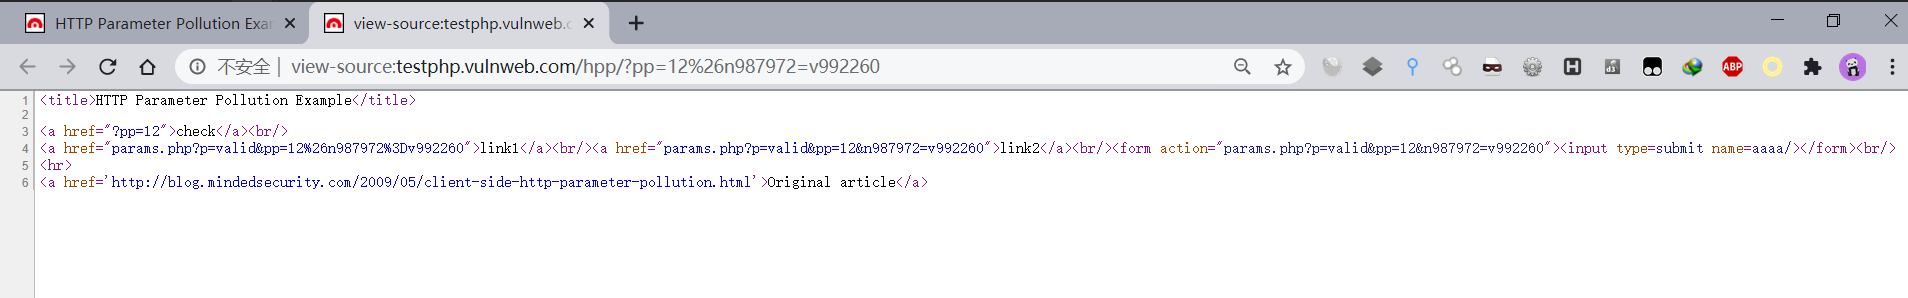 HTTP Parameter Pollution Exar
view-source:testphp.vulnweb.c
不安全 | view-source:testphp.vulnweb.com/hpp/?pp=12%26n987972=v992260
ABP
1 <title>HTTP Parameter Pollution Example</title>
2
3 <a href="?pp=12">check</a><br/>
4 <a href="params.php?p=valid&pp=12%26n987972%3Dv992260">link1</a><br/><a href="params.php?p=valid&pp=12&n987972=v992260">link2</a><br/><form action="params.php?p=valid&pp=12&n987972=v992260"><input type=submit name=aaaa/></form><br/>
5 <hr>
6 <a href='http://blog.mindedsecurity.com/2009/05/client-side-http-parameter-pollution.html'>Original article</a>